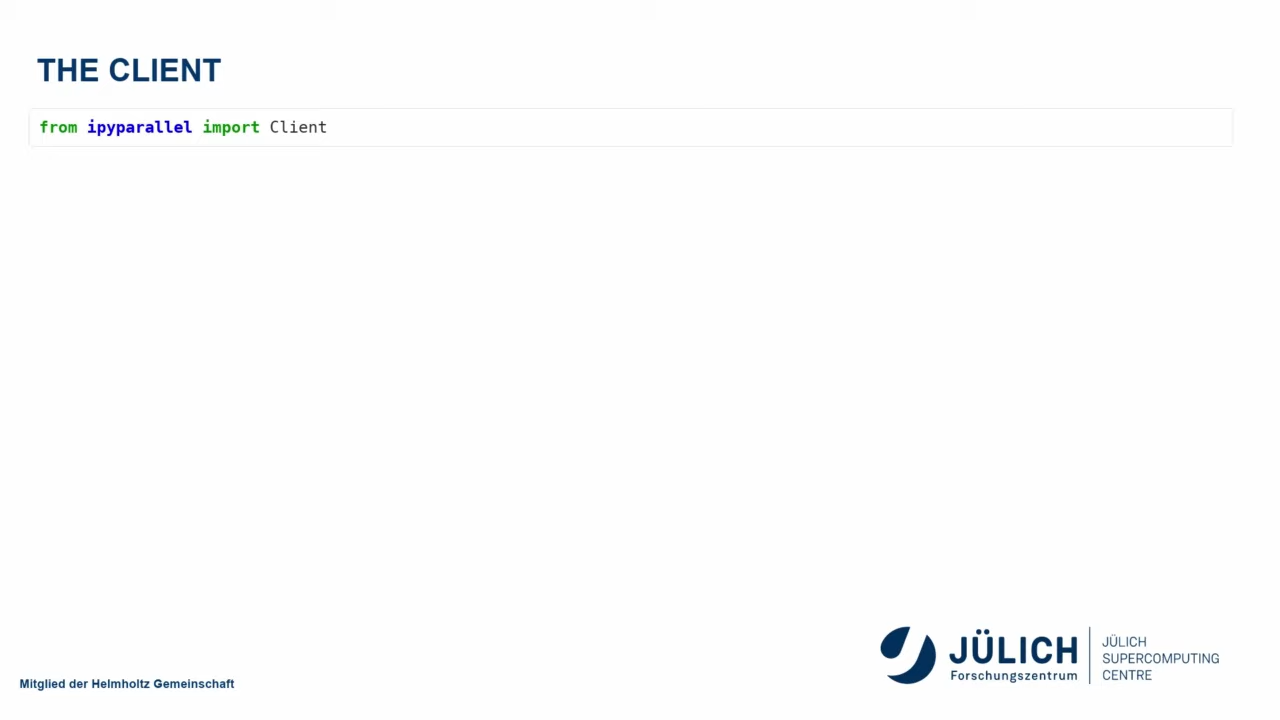 THE CLIENT
from ipyparallel import Client
JÜLICH
Forschungszentrum
JÜLICH
SUPERCOMPUTING
CENTRE
Mitglied der Helmholtz Gemeinschaft